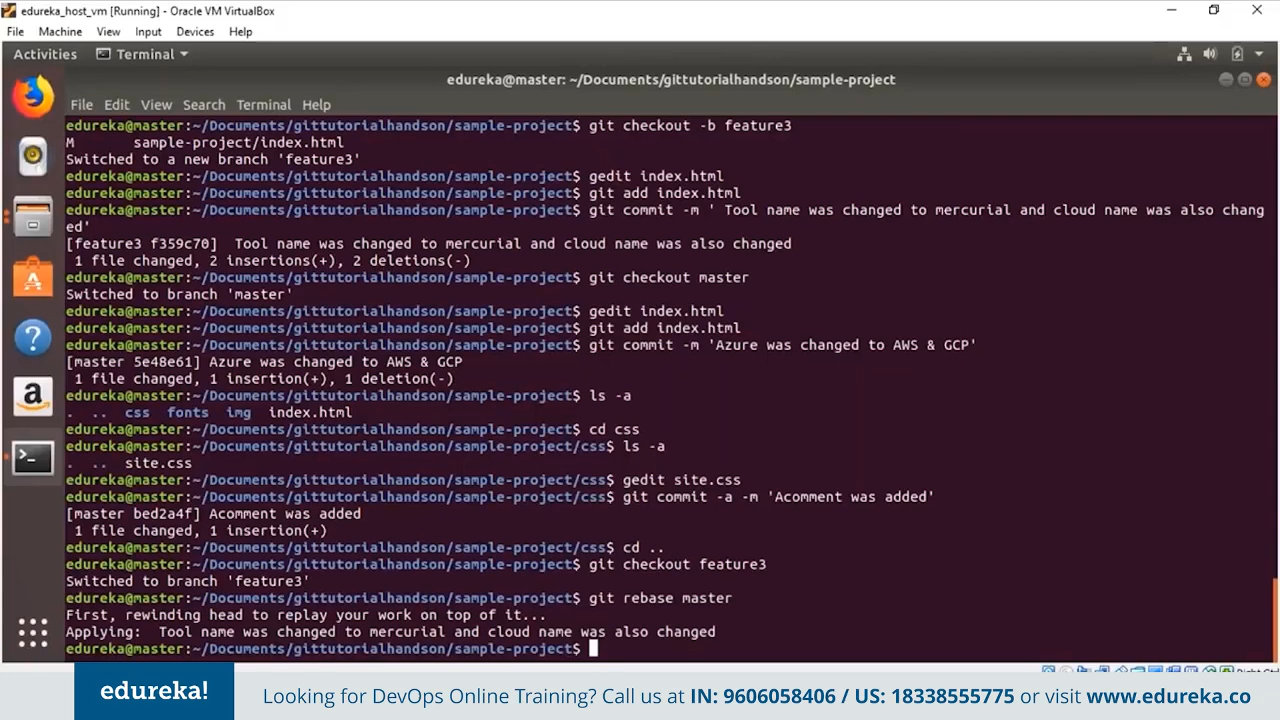 edureka_host_vm [Running] - Oracle VM VirtualBox
File Machine View Input Devices Help
Activities Terminal
edureka@master: ~/Documents/gittutorialhandson/sample-project
File Edit View Search Terminal Help
edureka@master:~/Documents/gittutorialhandson/sample-project$ git checkout -b feature3
M sample-project/index.html
Switched to a new branch 'feature3'
edureka@master:~/Documents/gittutorialhandson/sample-project$ gedit index.html
edureka@master:~/Documents/gittutorialhandson/sample-project$ git add index.html
edureka@master:~/Documents/gittutorialhandson/sample-project$ git commit -m ' Tool name was changed to mercurial and cloud name was also chang
ed'
[feature3 f359c70]  Tool name was changed to mercurial and cloud name was also changed
 1 file changed, 2 insertions(+), 2 deletions(-)
edureka@master:~/Documents/gittutorialhandson/sample-project$ git checkout master
Switched to branch 'master'
edureka@master:~/Documents/gittutorialhandson/sample-project$ gedit index.html
edureka@master:~/Documents/gittutorialhandson/sample-project$ git add index.html
edureka@master:~/Documents/gittutorialhandson/sample-project$ git commit -m 'Azure was changed to AWS & GCP'
[master 5e48e61] Azure was changed to AWS & GCP
 1 file changed, 1 insertion(+), 1 deletion(-)
edureka@master:~/Documents/gittutorialhandson/sample-project$ ls -a
. .. css fonts img index.html
edureka@master:~/Documents/gittutorialhandson/sample-project$ cd css
edureka@master:~/Documents/gittutorialhandson/sample-project/css$ ls -a
. .. site.css
edureka@master:~/Documents/gittutorialhandson/sample-project/css$ gedit site.css
edureka@master:~/Documents/gittutorialhandson/sample-project/css$ git commit -a -m 'Acomment was added'
[master bed2a4f] Acomment was added
 1 file changed, 1 insertion(+)
edureka@master:~/Documents/gittutorialhandson/sample-project/css$ cd ..
edureka@master:~/Documents/gittutorialhandson/sample-project$ git checkout feature3
Switched to branch 'feature3'
edureka@master:~/Documents/gittutorialhandson/sample-project$ git rebase master
First, rewinding head to replay your work on top of it...
Applying:  Tool name was changed to mercurial and cloud name was also changed
edureka@master:~/Documents/gittutorialhandson/sample-project$
edureka! Looking for DevOps Online Training? Call us at IN: 9606058406 / US: 18338555775 or visit www.edureka.co